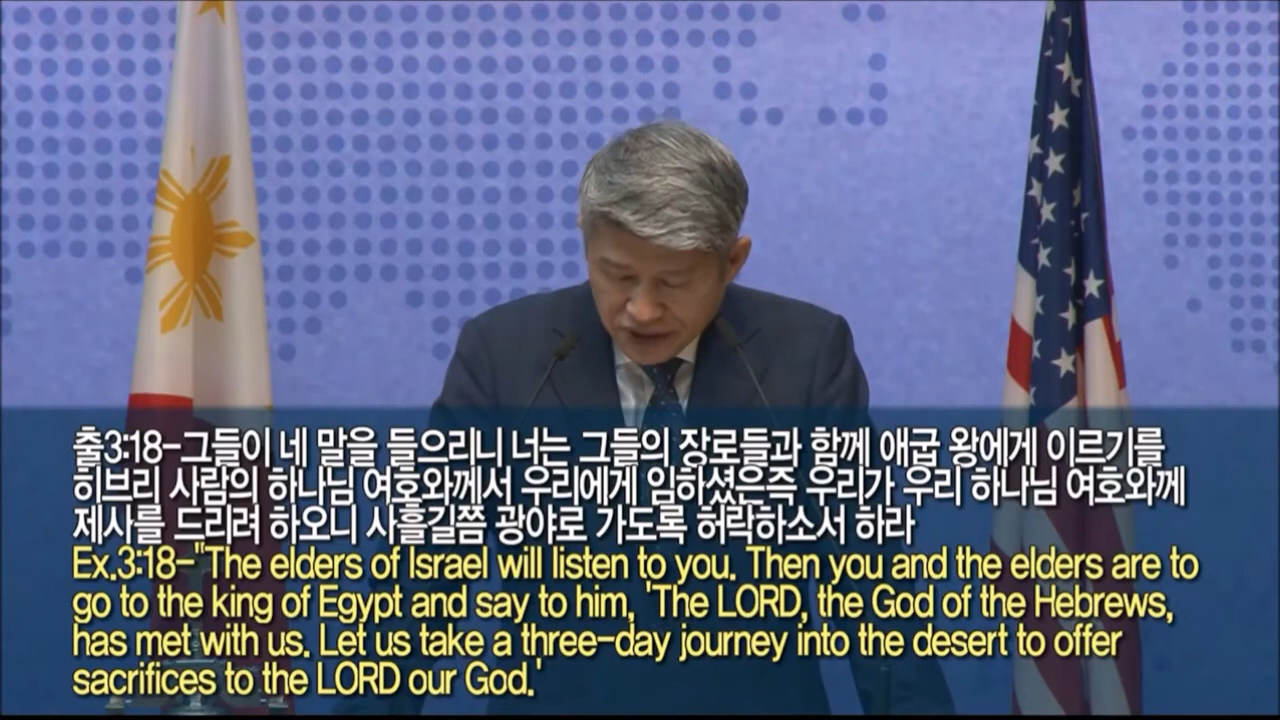 출3:18-그들이 네 말을 들으리니 너는 그들의 장로들과 함께 애굽 왕에게 이르기를
히브리 사람의 하나님 여호와께서 우리에게 임하셨은즉 우리가 우리 하나님 여호와께
제사를 드리려 하오니 사흘길쯤 광야로 가도록 허락하소서 하라
Ex.3:18-"The elders of Israel will listen to you. Then you and the elders are to
go to the king of Egypt and say to him, 'The LORD, the God of the Hebrews,
has met with us. Let us take a three-day journey into the desert to offer
sacrifices to the LORD our God.'